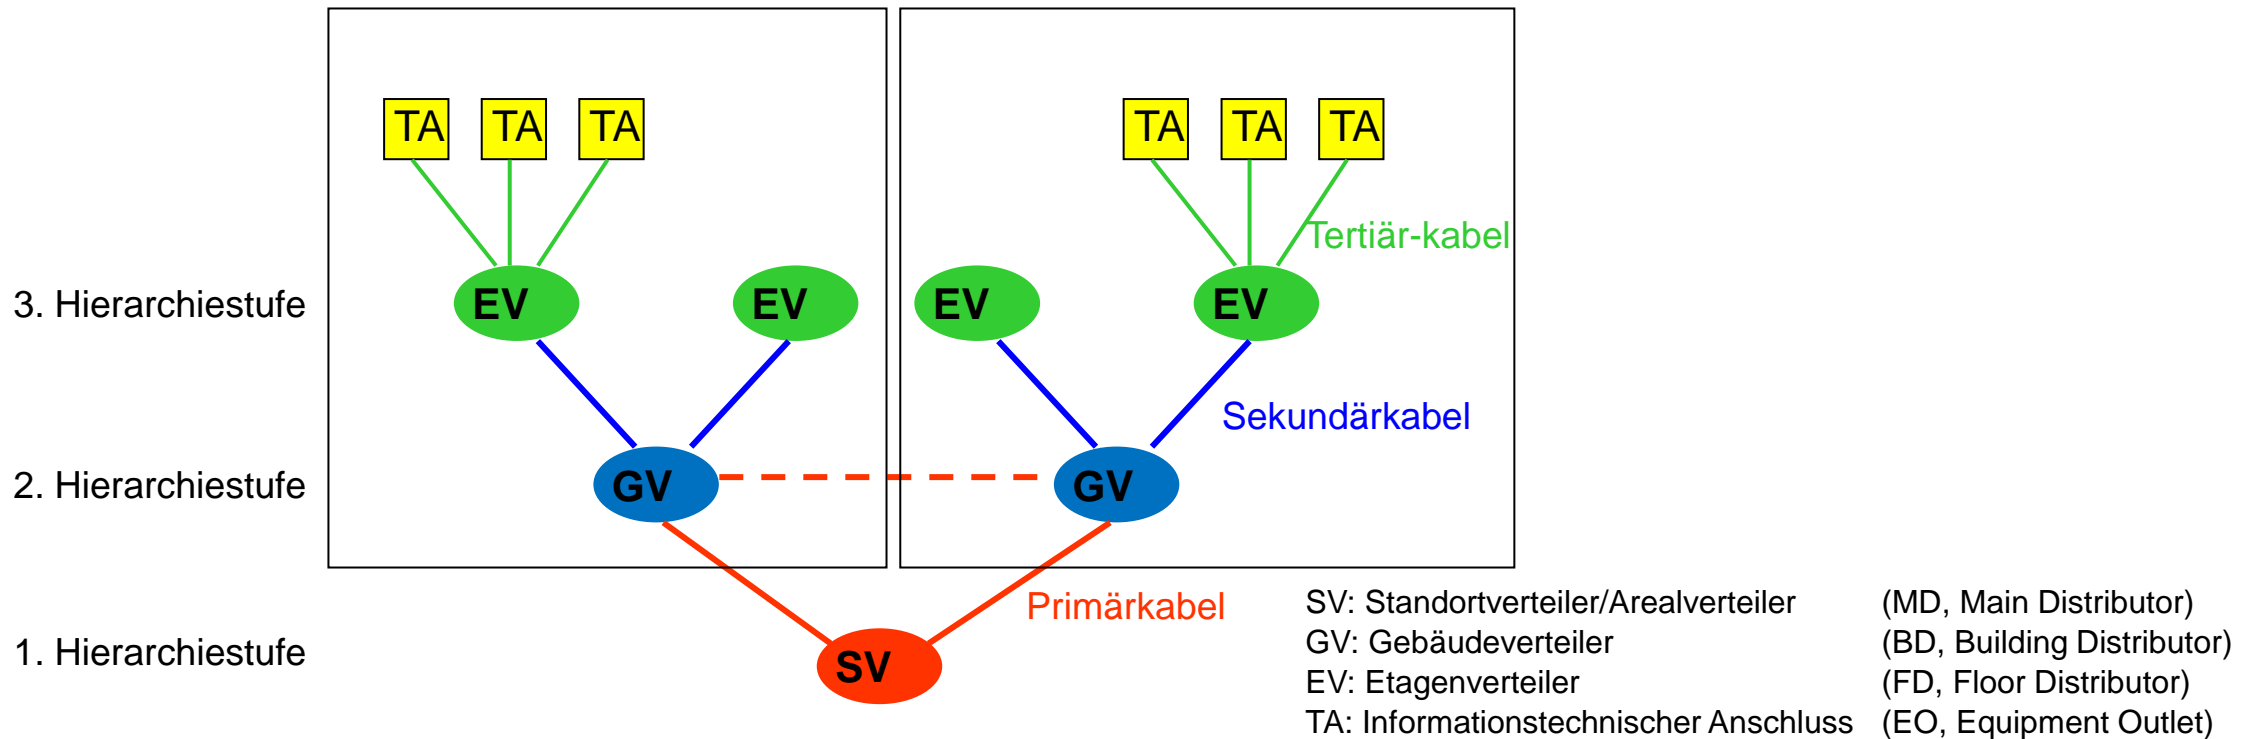 TA TA TA TA TA TA
Tertiär-kabel
3. Hierarchiestufe EV EV EV EV
Sekundärkabel
2. Hierarchiestufe GV GV
Primärkabel
1. Hierarchiestufe SV
SV: Standortverteiler/Arealverteiler (MD, Main Distributor)
GV: Gebäudeverteiler (BD, Building Distributor)
EV: Etagenverteiler (FD, Floor Distributor)
TA: Informationstechnischer Anschluss (EO, Equipment Outlet)